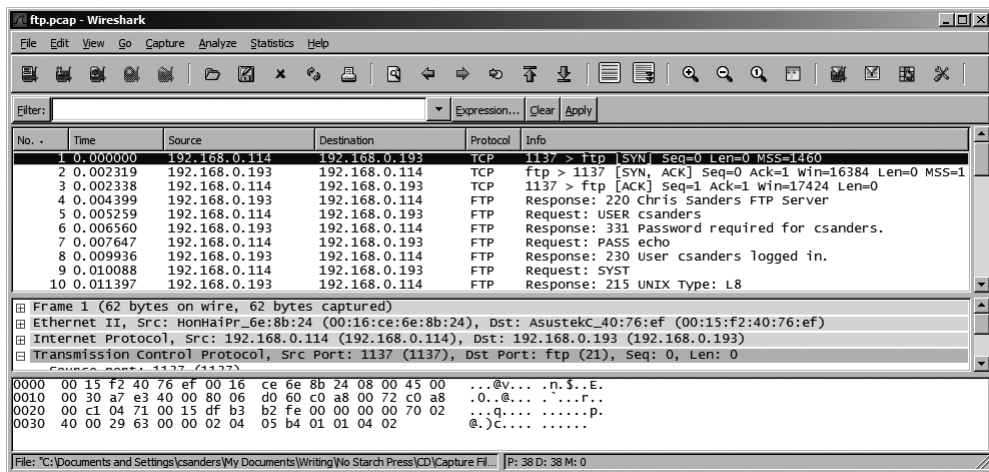 ftp.pcap - Wireshark
File Edit View Go Capture Analyze Statistics Help
Filter: Expression... Clear Apply
No. . Time Source Destination Protocol Info
1 0.000000 192.168.0.114 192.168.0.193 TCP 1137 > ftp [SYN] Seq=0 Len=0 MSS=1460
2 0.002319 192.168.0.193 192.168.0.114 TCP ftp > 1137 [SYN, ACK] Seq=0 Ack=1 Win=16384 Len=0 MSS=1
3 0.002338 192.168.0.114 192.168.0.193 TCP 1137 > ftp [ACK] Seq=1 Ack=1 Win=17424 Len=0
4 0.004399 192.168.0.193 192.168.0.114 FTP Response: 220 Chris Sanders FTP Server
5 0.005259 192.168.0.114 192.168.0.193 FTP Request: USER csanders
6 0.006560 192.168.0.193 192.168.0.114 FTP Response: 331 Password required for csanders.
7 0.007647 192.168.0.114 192.168.0.193 FTP Request: PASS echo
8 0.009936 192.168.0.193 192.168.0.114 FTP Response: 230 User csanders logged in.
9 0.010088 192.168.0.114 192.168.0.193 FTP Request: SYST
10 0.011397 192.168.0.193 192.168.0.114 FTP Response: 215 UNIX Type: L8
Frame 1 (62 bytes on wire, 62 bytes captured)
Ethernet II, Src: HonHaiPr_6e:8b:24 (00:16:ce:6e:8b:24), Dst: AsustekC_40:76:ef (00:15:f2:40:76:ef)
Internet Protocol, Src: 192.168.0.114 (192.168.0.114), Dst: 192.168.0.193 (192.168.0.193)
Transmission Control Protocol, Src Port: 1137 (1137), Dst Port: ftp (21), Seq: 0, Len: 0
Source port: 1137 (1137)
0000 00 15 f2 40 76 ef 00 16 ce 6e 8b 24 08 00 45 00 ...@v... .n.$..E.
0010 00 30 a7 e3 40 00 80 06 d0 60 c0 a8 00 72 c0 a8 .0..@... .`...r..
0020 00 c1 04 71 00 15 df b3 b2 fe 00 00 00 00 70 02 ...q.... ......p.
0030 40 00 29 63 00 00 02 04 05 b4 01 01 04 02 @.)c.... ......
File: "C:\Documents and Settings\csanders\My Documents\Writing\No Starch Press\CD\Capture Fil... P: 38 D: 38 M: 0